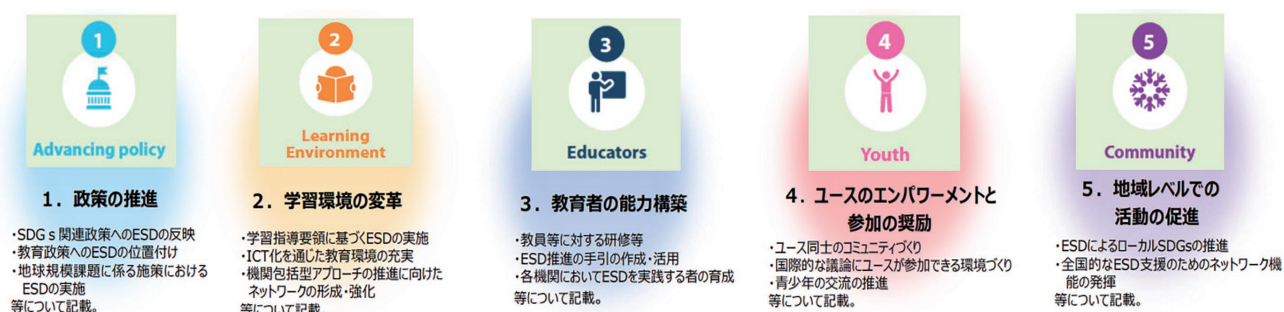 1
Advancing policy
1. 政策の推進
・SDGs関連政策へのESDの反映
・教育政策へのESDの位置付け
・地球規模課題に係る施策における
ESDの実施
等について記載。
2
Learning
Environment
2. 学習環境の変革
・学習指導要領に基づくESDの実施
・ICT化を通じた教育環境の充実
・機関包括型アプローチの推進に向けた
ネットワークの形成・強化
等について記載。
3
Educators
3. 教育者の能力構築
・教員等に対する研修等
・ESD推進の手引の作成・活用
・各機関においてESDを実践する者の育成
等について記載。
4
Youth
4. ユースのエンパワーメントと
参加の奨励
・ユース同士のコミュニティづくり
・国際的な議論にユースが参加できる環境づくり
・青少年の交流の推進
等について記載。
5
Community
5. 地域レベルでの
活動の促進
・ESDによるローカルSDGsの推進
・全国的なESD支援のためのネットワーク機
能の発揮
等について記載。